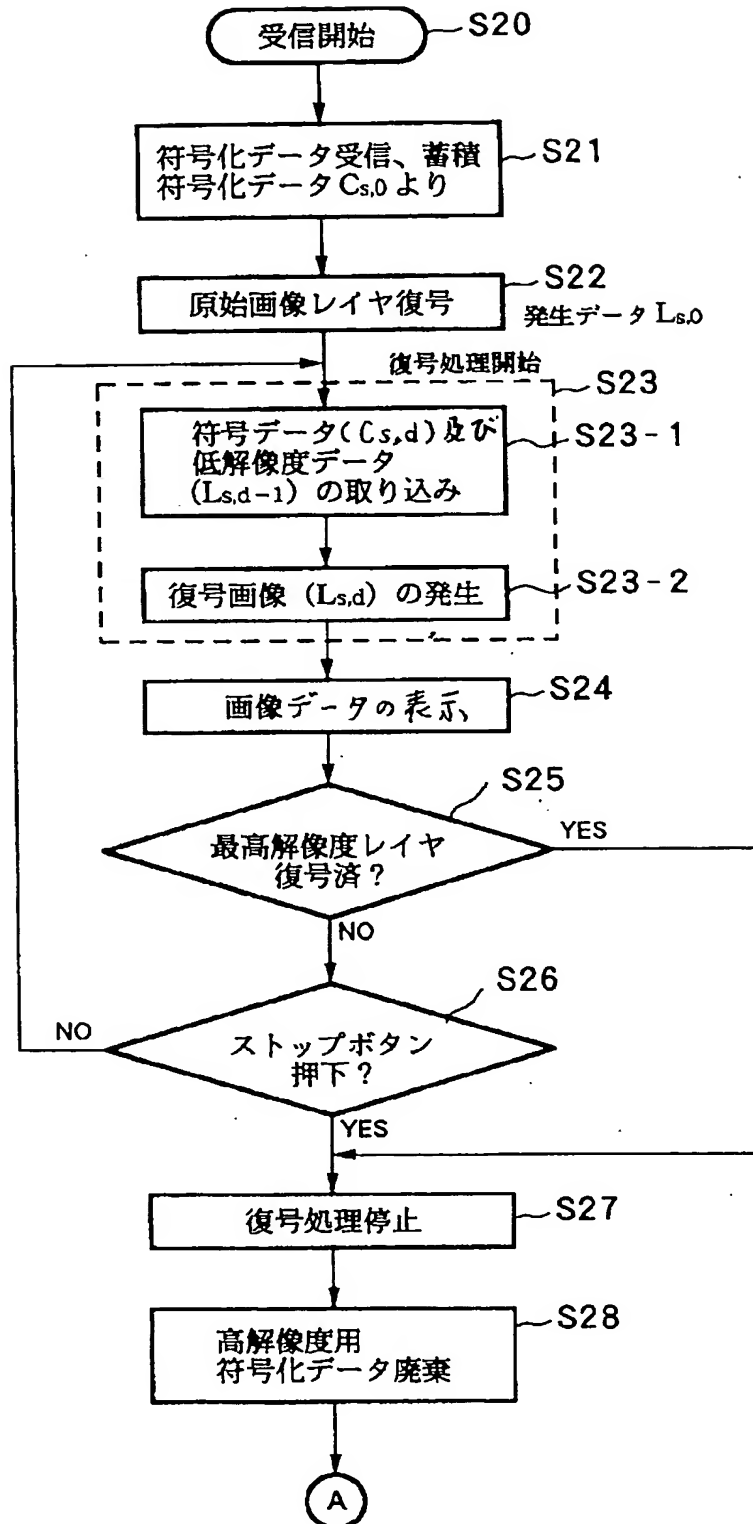 受信開始
S20
符号化データ受信、蓄積
符号化データ Cs,0 より
S21
原始画像レイヤ復号
S22
発生データ Ls,0
復号処理開始
S23
符号データ(Cs,d)及び
低解像度データ
(Ls,d-1) の取り込み
S23-1
復号画像 (Ls,d) の発生
S23-2
画像データの表示、
S24
S25
最高解像度レイヤ
復号済？
YES
NO
S26
ストップボタン
押下？
NO
YES
復号処理停止
S27
高解像度用
符号化データ廃棄
S28
A